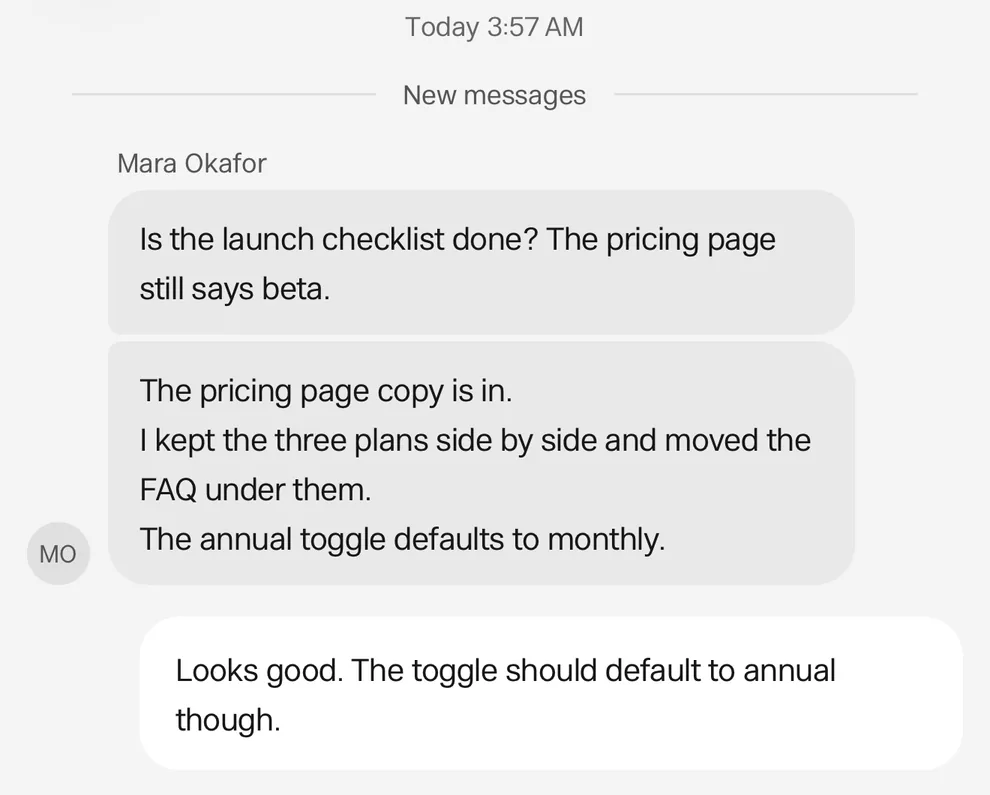 Today 3:57 AM
New messages
Mara Okafor
Is the launch checklist done? The pricing page
still says beta.
The pricing page copy is in.
I kept the three plans side by side and moved the
FAQ under them.
The annual toggle defaults to monthly.
MO
Looks good. The toggle should default to annual
though.